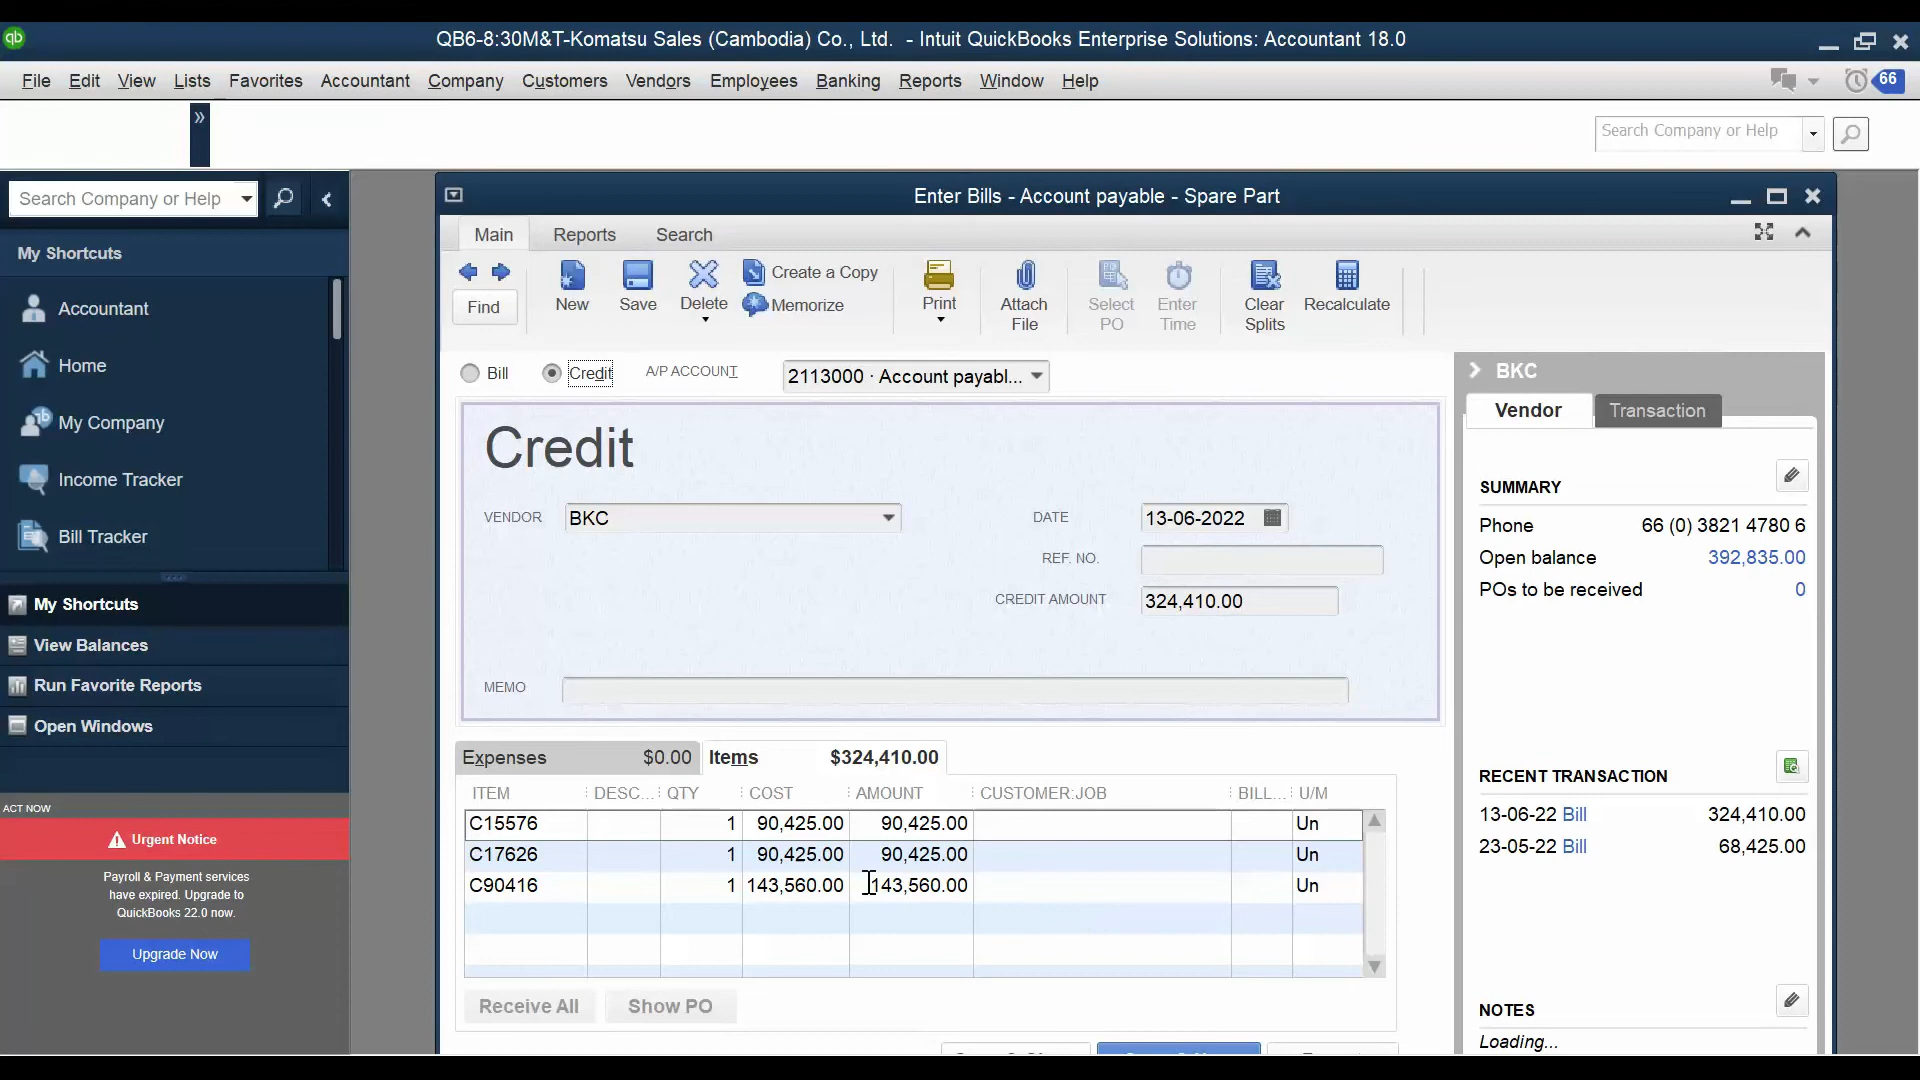 qb
QB6-8:30M&T-Komatsu Sales (Cambodia) Co., Ltd. - Intuit QuickBooks Enterprise Solutions: Accountant 18.0
File Edit View Lists Favorites Accountant Company Customers Vendors Employees Banking Reports Window Help
66
Search Company or Help
Search Company or Help
My Shortcuts
Accountant
Home
My Company
Income Tracker
Bill Tracker
My Shortcuts
View Balances
Run Favorite Reports
Open Windows
ACT NOW
Urgent Notice
Payroll & Payment services
have expired. Upgrade to
QuickBooks 22.0 now.
Upgrade Now
Enter Bills - Account payable - Spare Part
Main Reports Search
Find
New
Save
Delete
Create a Copy
Memorize
Print
Attach
File
Select
PO
Enter
Time
Clear
Splits
Recalculate
Bill
Credit
A/P ACCOUNT
2113000 · Account payabl...
Credit
VENDOR BKC
DATE 13-06-2022
REF. NO.
CREDIT AMOUNT 324,410.00
MEMO
Expenses $0.00
Items $324,410.00
ITEM DESC... QTY COST AMOUNT CUSTOMER:JOB BILL... U/M
C15576 1 90,425.00 90,425.00 Un
C17626 1 90,425.00 90,425.00 Un
C90416 1 143,560.00 143,560.00 Un
Receive All Show PO
BKC
Vendor Transaction
SUMMARY
Phone 66 (0) 3821 4780 6
Open balance 392,835.00
POs to be received 0
RECENT TRANSACTION
13-06-22 Bill 324,410.00
23-05-22 Bill 68,425.00
NOTES
Loading...